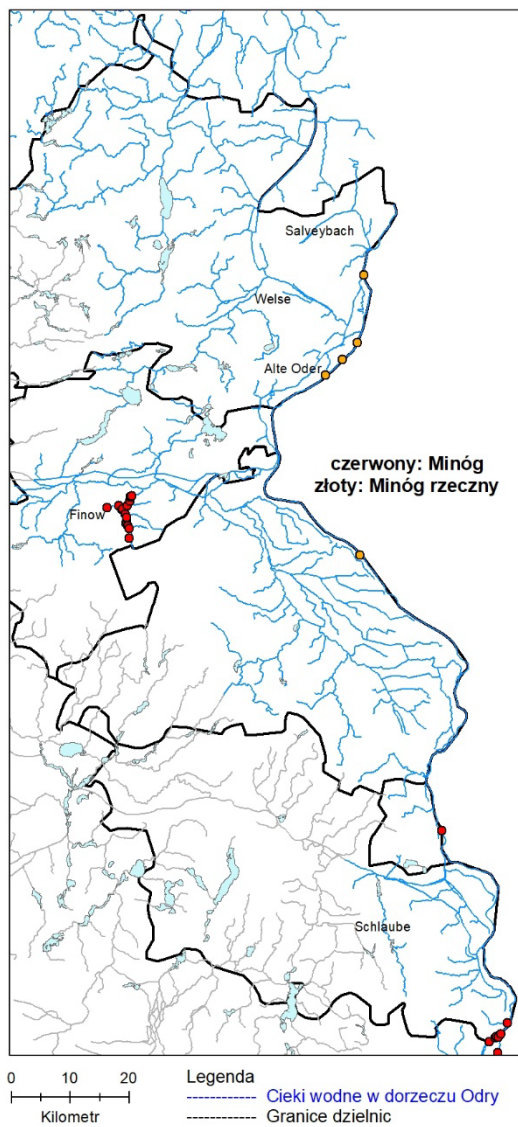 Salveybach
Welse
Alte Oder
czerwony: Minóg
złoty: Minóg rzeczny
Finow
Schlaube
0 10 20
Kilometr
Legenda
Cieki wodne w dorzeczu Odry
Granice dzielnic